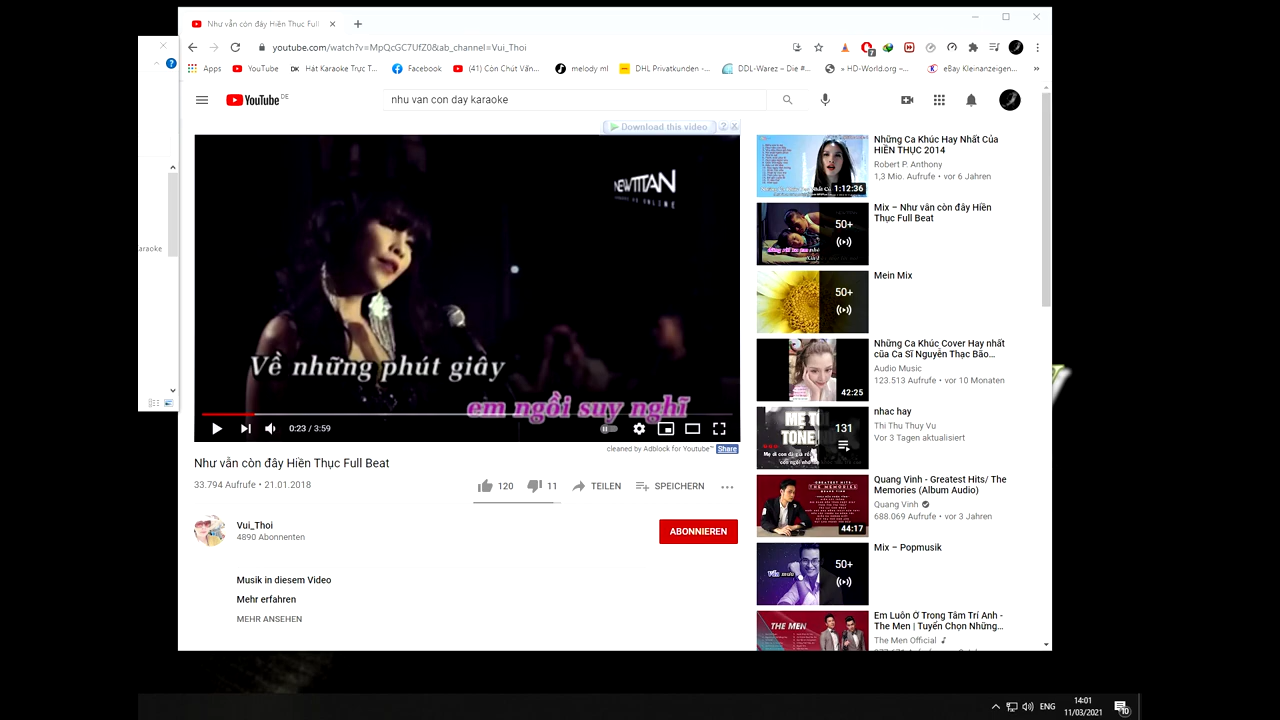 Như vẫn còn đây Hiền Thục Full
youtube.com/watch?v=MpQcGC7UfZ0&ab_channel=Vui_Thoi
7
Apps
YouTube
Hát Karaoke Trực T...
Facebook
(41) Còn Chút Vấn...
melody ml
DHL Privatkunden -...
DDL-Warez – Die #...
» HD-World.org –...
eBay Kleinanzeigen...
»
YouTube DE
nhu van con day karaoke
Download this video ? X
araoke
NEWTITAN
Về những phút giây
em ngồi suy nghĩ
0:23 / 3:59
cleaned by Adblock for Youtube™ Share
Như vẫn còn đây Hiền Thục Full Beat
33.794 Aufrufe • 21.01.2018
120
11
TEILEN
SPEICHERN
Vui_Thoi
4890 Abonnenten
ABONNIEREN
Musik in diesem Video
Mehr erfahren
MEHR ANSEHEN
1:12:36
Những Ca Khúc Hay Nhất Của
HIỀN THỤC 2014
Robert P. Anthony
1,3 Mio. Aufrufe • vor 6 Jahren
50+
Mix – Như vẫn còn đây Hiền
Thục Full Beat
50+
Mein Mix
42:25
Những Ca Khúc Cover Hay nhất
của Ca Sĩ Nguyễn Thạc Bảo...
Audio Music
123.513 Aufrufe • vor 10 Monaten
131
nhac hay
Thi Thu Thuy Vu
Vor 3 Tagen aktualisiert
GREATEST HITS
THE MEMORIES
44:17
Quang Vinh - Greatest Hits/ The
Memories (Album Audio)
Quang Vinh
688.069 Aufrufe • vor 3 Jahren
50+
Mix – Popmusik
THE MEN
Em Luôn Ở Trong Tâm Trí Anh -
The Men | Tuyển Chọn Những...
The Men Official
ENG
14:01
11/03/2021
10